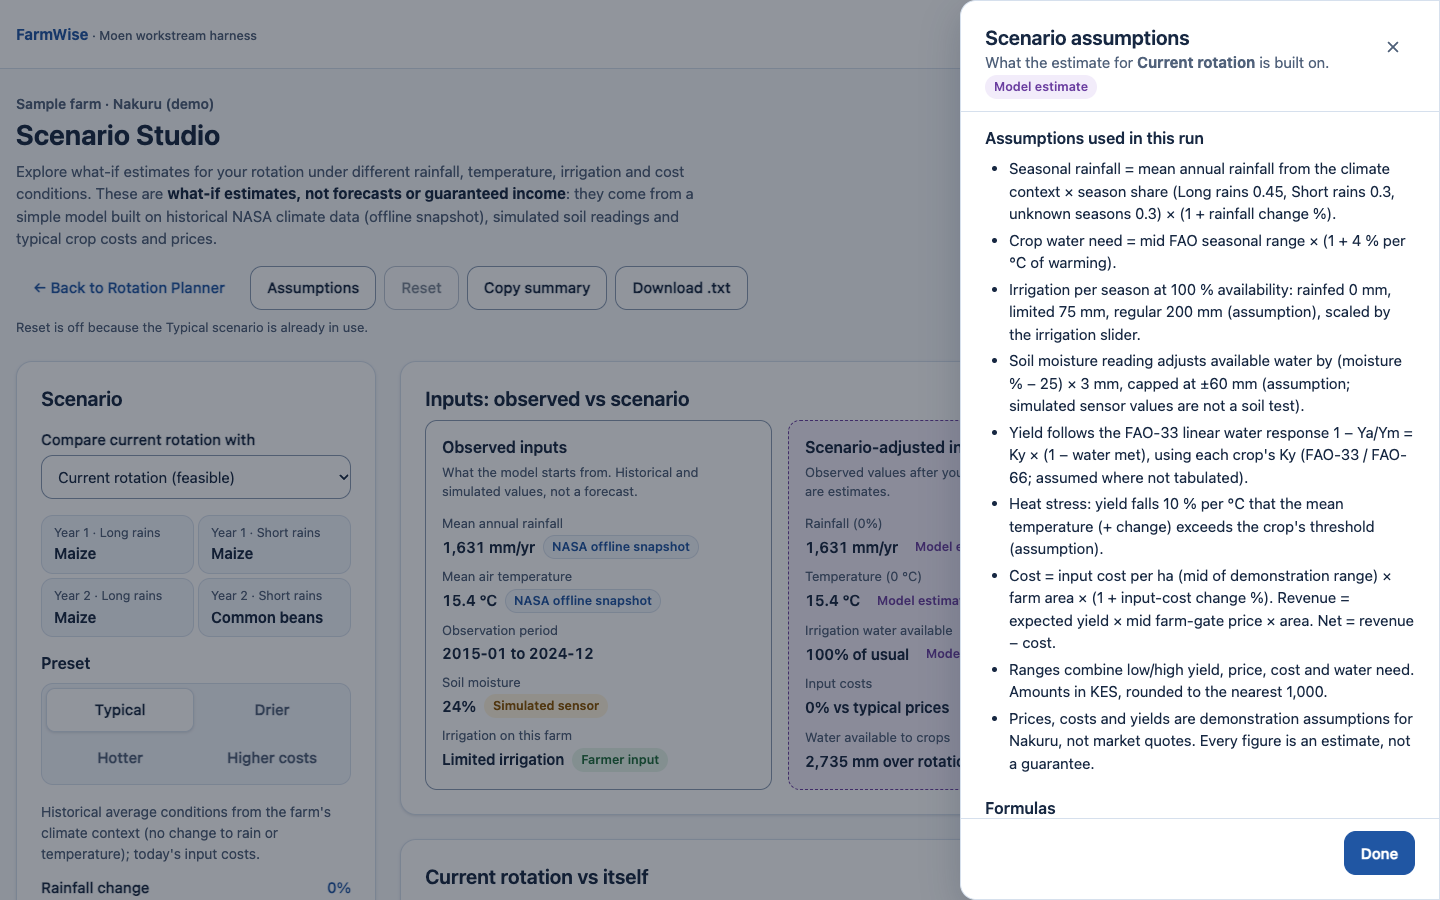 FarmWise · Moen workstream harness
Sample farm · Nakuru (demo)
Scenario Studio
Explore what-if estimates for your rotation under different rainfall, temperature, irrigation and cost
conditions. These are what-if estimates, not forecasts or guaranteed income: they come from a
simple model built on historical NASA climate data (offline snapshot), simulated soil readings and
typical crop costs and prices.
← Back to Rotation Planner
Assumptions
Reset
Copy summary
Download .txt
Reset is off because the Typical scenario is already in use.
Scenario
Compare current rotation with
Current rotation (feasible)
Year 1 · Long rains
Maize
Year 1 · Short rains
Maize
Year 2 · Long rains
Maize
Year 2 · Short rains
Common beans
Preset
Typical
Drier
Hotter
Higher costs
Historical average conditions from the farm's
climate context (no change to rain or
temperature); today's input costs.
Rainfall change 0%
Inputs: observed vs scenario
Observed inputs
What the model starts from. Historical and
simulated values, not a forecast.
Mean annual rainfall
1,631 mm/yr NASA offline snapshot
Mean air temperature
15.4 °C NASA offline snapshot
Observation period
2015-01 to 2024-12
Soil moisture
24% Simulated sensor
Irrigation on this farm
Limited irrigation Farmer input
Scenario-adjusted in
Observed values after you
are estimates.
Rainfall (0%)
1,631 mm/yr Model e
Temperature (0 °C)
15.4 °C Model estima
Irrigation water available
100% of usual Mode
Input costs
0% vs typical prices
Water available to crops
2,735 mm over rotatio
Current rotation vs itself
Scenario assumptions
What the estimate for Current rotation is built on.
Model estimate
×
Assumptions used in this run
• Seasonal rainfall = mean annual rainfall from the climate
context × season share (Long rains 0.45, Short rains 0.3,
unknown seasons 0.3) × (1 + rainfall change %).
• Crop water need = mid FAO seasonal range × (1 + 4 % per
°C of warming).
• Irrigation per season at 100 % availability: rainfed 0 mm,
limited 75 mm, regular 200 mm (assumption), scaled by
the irrigation slider.
• Soil moisture reading adjusts available water by (moisture
% − 25) × 3 mm, capped at ±60 mm (assumption;
simulated sensor values are not a soil test).
• Yield follows the FAO-33 linear water response 1 − Ya/Ym =
Ky × (1 − water met), using each crop's Ky (FAO-33 / FAO-
66; assumed where not tabulated).
• Heat stress: yield falls 10 % per °C that the mean
temperature (+ change) exceeds the crop's threshold
(assumption).
• Cost = input cost per ha (mid of demonstration range) ×
farm area × (1 + input-cost change %). Revenue =
expected yield × mid farm-gate price × area. Net = revenue
− cost.
• Ranges combine low/high yield, price, cost and water need.
Amounts in KES, rounded to the nearest 1,000.
• Prices, costs and yields are demonstration assumptions for
Nakuru, not market quotes. Every figure is an estimate, not
a guarantee.
Formulas
Done